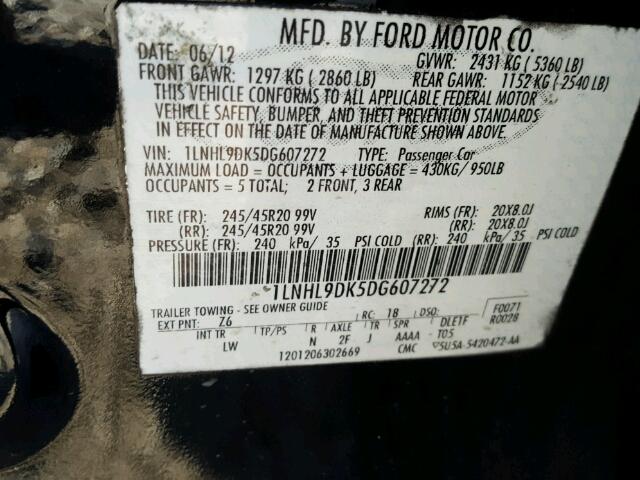 MFD. BY FORD MOTOR CO.
DATE: 06/12 GVWR: 2431 KG ( 5360 LB)
FRONT GAWR: 1297 KG ( 2860 LB) REAR GAWR: 1152 KG ( 2540 LB)
THIS VEHICLE CONFORMS TO ALL APPLICABLE FEDERAL MOTOR
VEHICLE SAFETY, BUMPER, AND THEFT PREVENTION STANDARDS
IN EFFECT ON THE DATE OF MANUFACTURE SHOWN ABOVE.
VIN: 1LNHL9DK5DG607272 TYPE: Passenger Car
MAXIMUM LOAD = OCCUPANTS + LUGGAGE = 430KG/ 950LB
OCCUPANTS = 5 TOTAL; 2 FRONT, 3 REAR
TIRE (FR): 245/45R20 99V RIMS (FR): 20X8.0J
(RR): 245/45R20 99V (RR): 20X8.0J
PRESSURE (FR): 240 kPa/ 35 PSI COLD (RR): 240 kPa/ 35 PSI COLD
*1LNHL9DK5DG607272
TRAILER TOWING - SEE OWNER GUIDE
EXT PNT: Z6 RC: 18 DSO: F0071
R0028
INT TR TP/PS R AXLE TR SPR DLETF
LW N 2F J AAAA T05
1201206302669 CMC 5U5A-5420472-AA